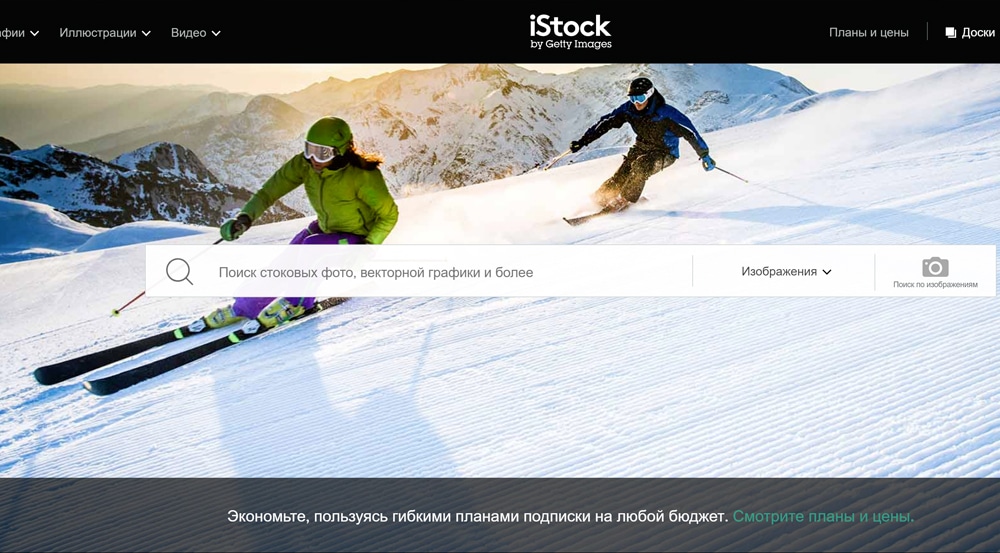 афии
Иллюстрации
Видео
iStock
by Getty Images
Планы и цены
Доски
Поиск стоковых фото, векторной графики и более
Изображения
Поиск по изображениям
Экономьте, пользуясь гибкими планами подписки на любой бюджет. Смотрите планы и цены.